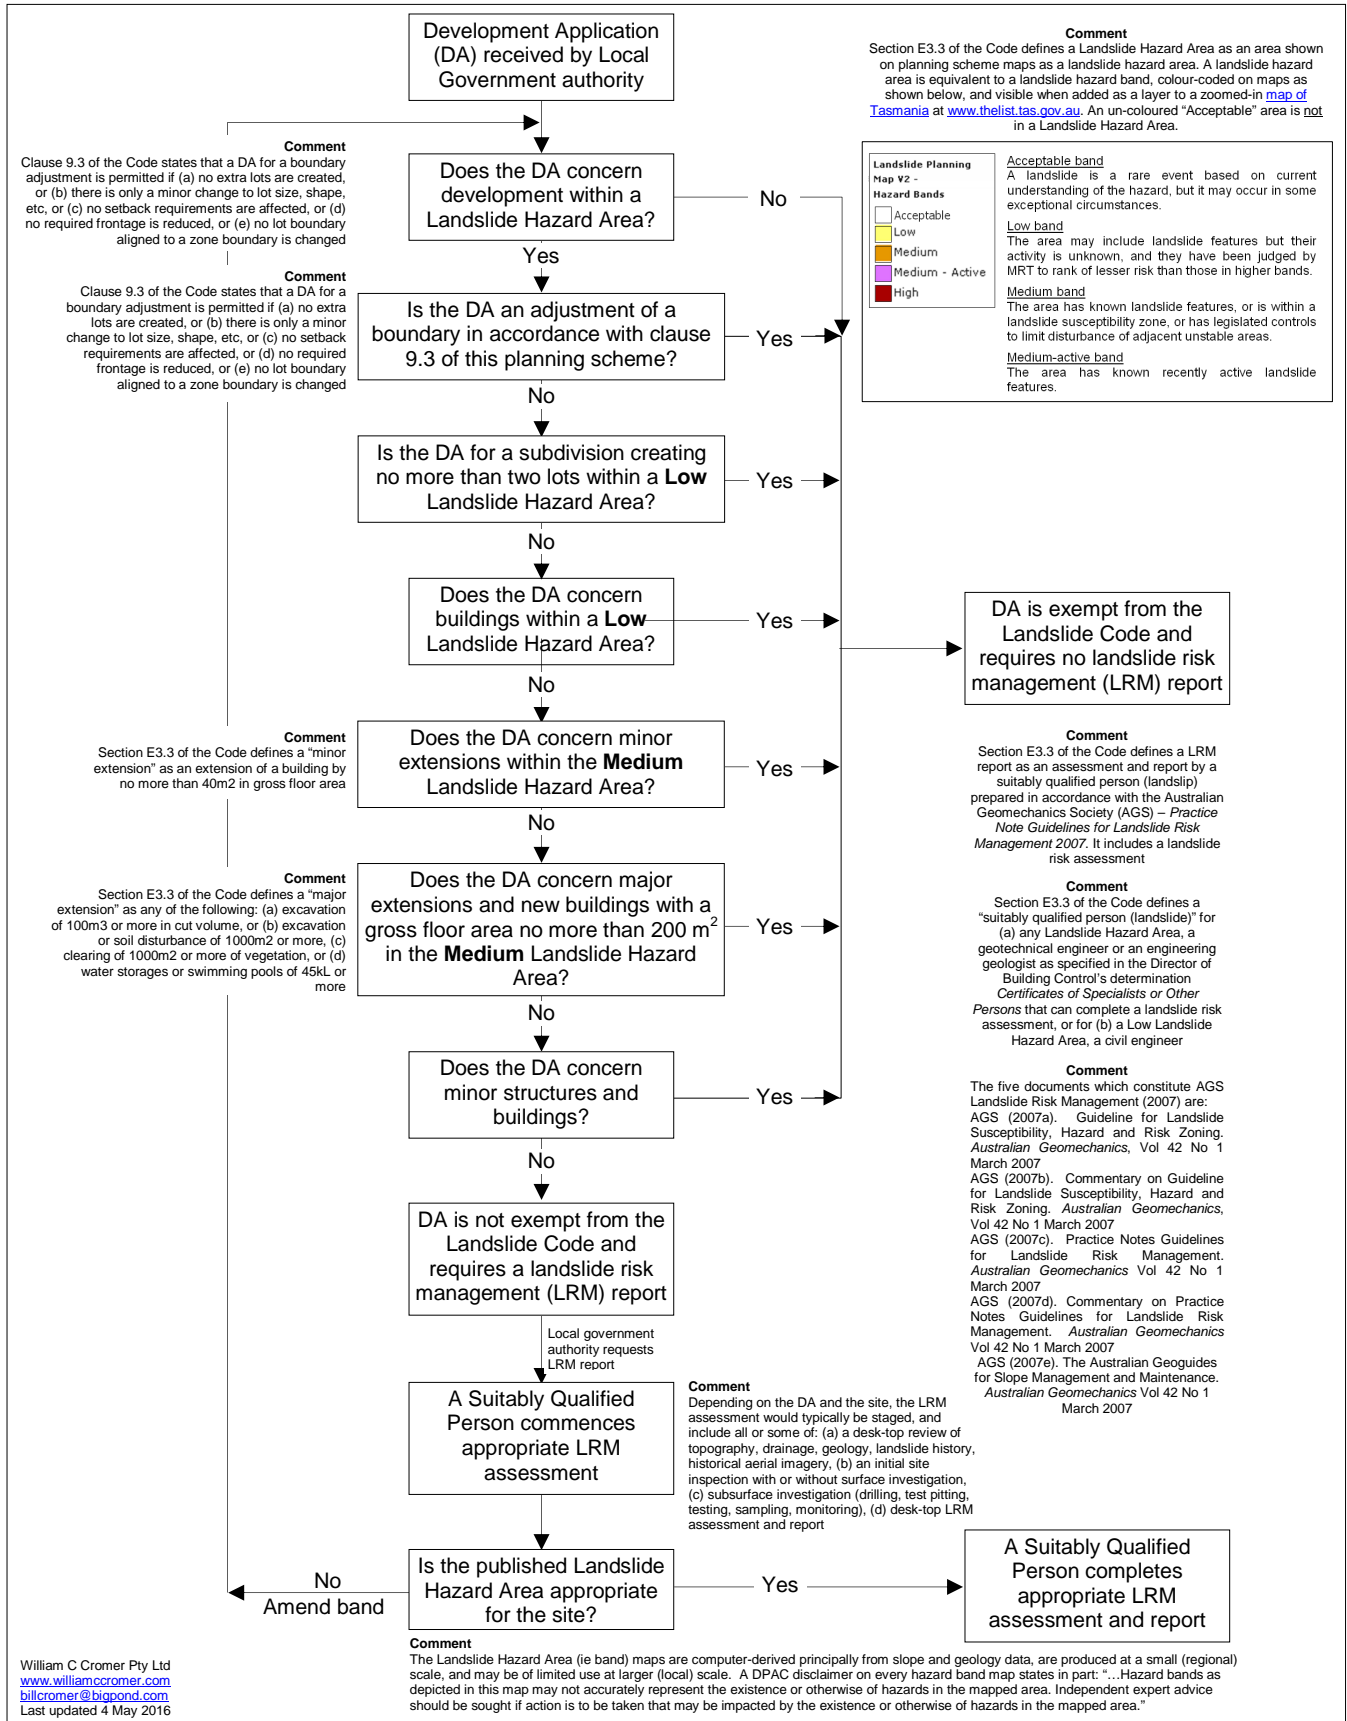 Development Application
(DA) received by Local
Government authority
Comment
Section E3.3 of the Code defines a Landslide Hazard Area as an area shown
on planning scheme maps as a landslide hazard area. A landslide hazard
area is equivalent to a landslide hazard band, colour-coded on maps as
shown below, and visible when added as a layer to a zoomed-in map of
Tasmania at www.thelist.tas.gov.au. An un-coloured “Acceptable” area is not
in a Landslide Hazard Area.
Landslide Planning
Map V2 -
Hazard Bands
Acceptable
Low
Medium
Medium - Active
High
Acceptable band
A landslide is a rare event based on current
understanding of the hazard, but it may occur in some
exceptional circumstances.
Low band
The area may include landslide features but their
activity is unknown, and they have been judged by
MRT to rank of lesser risk than those in higher bands.
Medium band
The area has known landslide features, or is within a
landslide susceptibility zone, or has legislated controls
to limit disturbance of adjacent unstable areas.
Medium-active band
The area has known recently active landslide
features.
Comment
Clause 9.3 of the Code states that a DA for a boundary
adjustment is permitted if (a) no extra lots are created,
or (b) there is only a minor change to lot size, shape,
etc, or (c) no setback requirements are affected, or (d)
no required frontage is reduced, or (e) no lot boundary
aligned to a zone boundary is changed
Does the DA concern
development within a
Landslide Hazard Area?
No
Yes
Comment
Clause 9.3 of the Code states that a DA for a
boundary adjustment is permitted if (a) no extra
lots are created, or (b) there is only a minor
change to lot size, shape, etc, or (c) no setback
requirements are affected, or (d) no required
frontage is reduced, or (e) no lot boundary
aligned to a zone boundary is changed
Is the DA an adjustment of a
boundary in accordance with clause
9.3 of this planning scheme?
Yes
No
Is the DA for a subdivision creating
no more than two lots within a Low
Landslide Hazard Area?
Yes
No
Does the DA concern
buildings within a Low
Landslide Hazard Area?
Yes
No
DA is exempt from the
Landslide Code and
requires no landslide risk
management (LRM) report
Comment
Section E3.3 of the Code defines a “minor
extension” as an extension of a building by
no more than 40m2 in gross floor area
Does the DA concern minor
extensions within the Medium
Landslide Hazard Area?
Yes
No
Comment
Section E3.3 of the Code defines a LRM
report as an assessment and report by a
suitably qualified person (landslip)
prepared in accordance with the Australian
Geomechanics Society (AGS) – Practice
Note Guidelines for Landslide Risk
Management 2007. It includes a landslide
risk assessment
Comment
Section E3.3 of the Code defines a “major
extension” as any of the following: (a) excavation
of 100m3 or more in cut volume, or (b) excavation
or soil disturbance of 1000m2 or more, (c)
clearing of 1000m2 or more of vegetation, or (d)
water storages or swimming pools of 45kL or
more
Does the DA concern major
extensions and new buildings with a
gross floor area no more than 200 m2
in the Medium Landslide Hazard
Area?
Yes
No
Comment
Section E3.3 of the Code defines a
“suitably qualified person (landslide)” for
(a) any Landslide Hazard Area, a
geotechnical engineer or an engineering
geologist as specified in the Director of
Building Control’s determination
Certificates of Specialists or Other
Persons that can complete a landslide risk
assessment, or for (b) a Low Landslide
Hazard Area, a civil engineer
Does the DA concern
minor structures and
buildings?
Yes
No
Comment
The five documents which constitute AGS
Landslide Risk Management (2007) are:
AGS (2007a). Guideline for Landslide
Susceptibility, Hazard and Risk Zoning.
Australian Geomechanics, Vol 42 No 1
March 2007
AGS (2007b). Commentary on Guideline
for Landslide Susceptibility, Hazard and
Risk Zoning. Australian Geomechanics,
Vol 42 No 1 March 2007
AGS (2007c). Practice Notes Guidelines
for Landslide Risk Management.
Australian Geomechanics Vol 42 No 1
March 2007
AGS (2007d). Commentary on Practice
Notes Guidelines for Landslide Risk
Management. Australian Geomechanics
Vol 42 No 1 March 2007
AGS (2007e). The Australian Geoguides
for Slope Management and Maintenance.
Australian Geomechanics Vol 42 No 1
March 2007
DA is not exempt from the
Landslide Code and
requires a landslide risk
management (LRM) report
Local government
authority requests
LRM report
A Suitably Qualified
Person commences
appropriate LRM
assessment
Comment
Depending on the DA and the site, the LRM
assessment would typically be staged, and
include all or some of: (a) a desk-top review of
topography, drainage, geology, landslide history,
historical aerial imagery, (b) an initial site
inspection with or without surface investigation,
(c) subsurface investigation (drilling, test pitting,
testing, sampling, monitoring), (d) desk-top LRM
assessment and report
Is the published Landslide
Hazard Area appropriate
for the site?
No
Amend band
Yes
A Suitably Qualified
Person completes
appropriate LRM
assessment and report
Comment
The Landslide Hazard Area (ie band) maps are computer-derived principally from slope and geology data, are produced at a small (regional)
scale, and may be of limited use at larger (local) scale. A DPAC disclaimer on every hazard band map states in part: “...Hazard bands as
depicted in this map may not accurately represent the existence or otherwise of hazards in the mapped area. Independent expert advice
should be sought if action is to be taken that may be impacted by the existence or otherwise of hazards in the mapped area.”
William C Cromer Pty Ltd
www.williamccromer.com
billcromer@bigpond.com
Last updated 4 May 2016